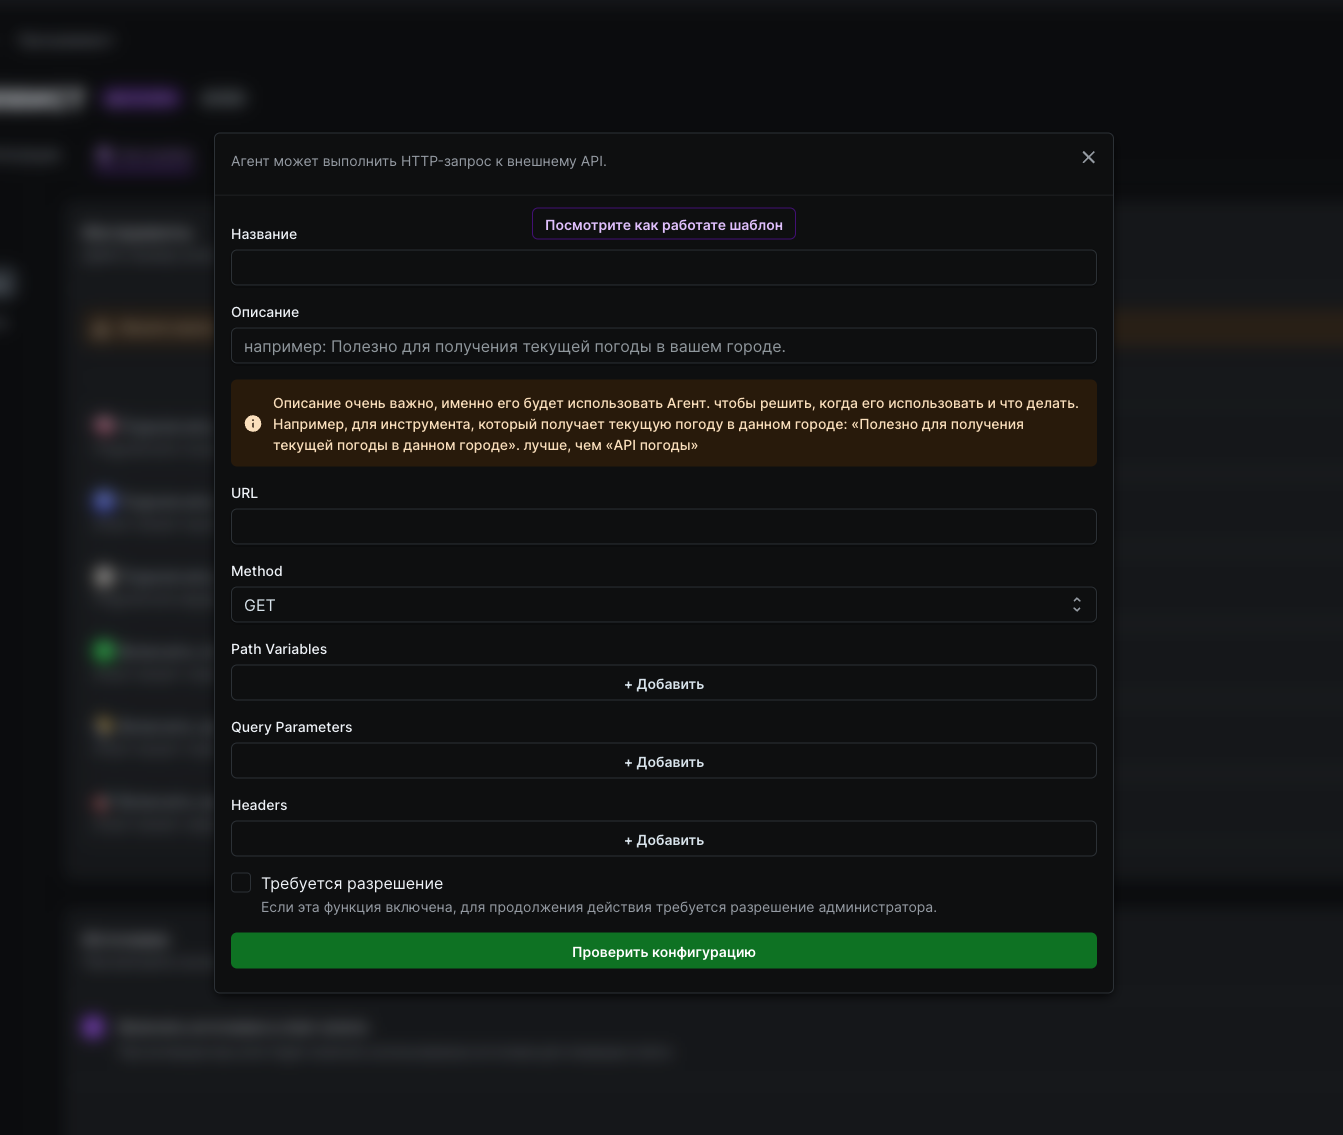 Агент может выполнить HTTP-запрос к внешнему API.
Посмотрите как работате шаблон
Название
Описание
например: Полезно для получения текущей погоды в вашем городе.
Описание очень важно, именно его будет использовать Агент. чтобы решить, когда его использовать и что делать.
Например, для инструмента, который получает текущую погоду в данном городе: «Полезно для получения
текущей погоды в данном городе». лучше, чем «API погоды»
URL
Method
GET
Path Variables
+ Добавить
Query Parameters
+ Добавить
Headers
+ Добавить
Требуется разрешение
Если эта функция включена, для продолжения действия требуется разрешение администратора.
Проверить конфигурацию